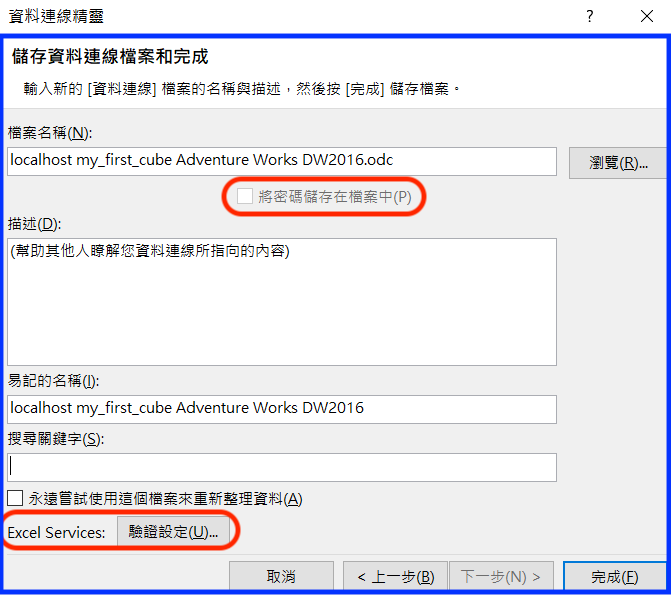 資料連線精靈
?
儲存資料連線檔案和完成
輸入新的 [資料連線] 檔案的名稱與描述，然後按 [完成] 儲存檔案。
檔案名稱(N):
localhost my_first_cube Adventure Works DW2016.odc
瀏覽(R)...
將密碼儲存在檔案中(P)
描述(D):
(幫助其他人瞭解您資料連線所指向的內容)
易記的名稱(I):
localhost my_first_cube Adventure Works DW2016
搜尋關鍵字(S):
永遠嘗試使用這個檔案來重新整理資料(A)
Excel Services: 驗證設定(U)...
取消 < 上一步(B) 下一步(N) > 完成(F)